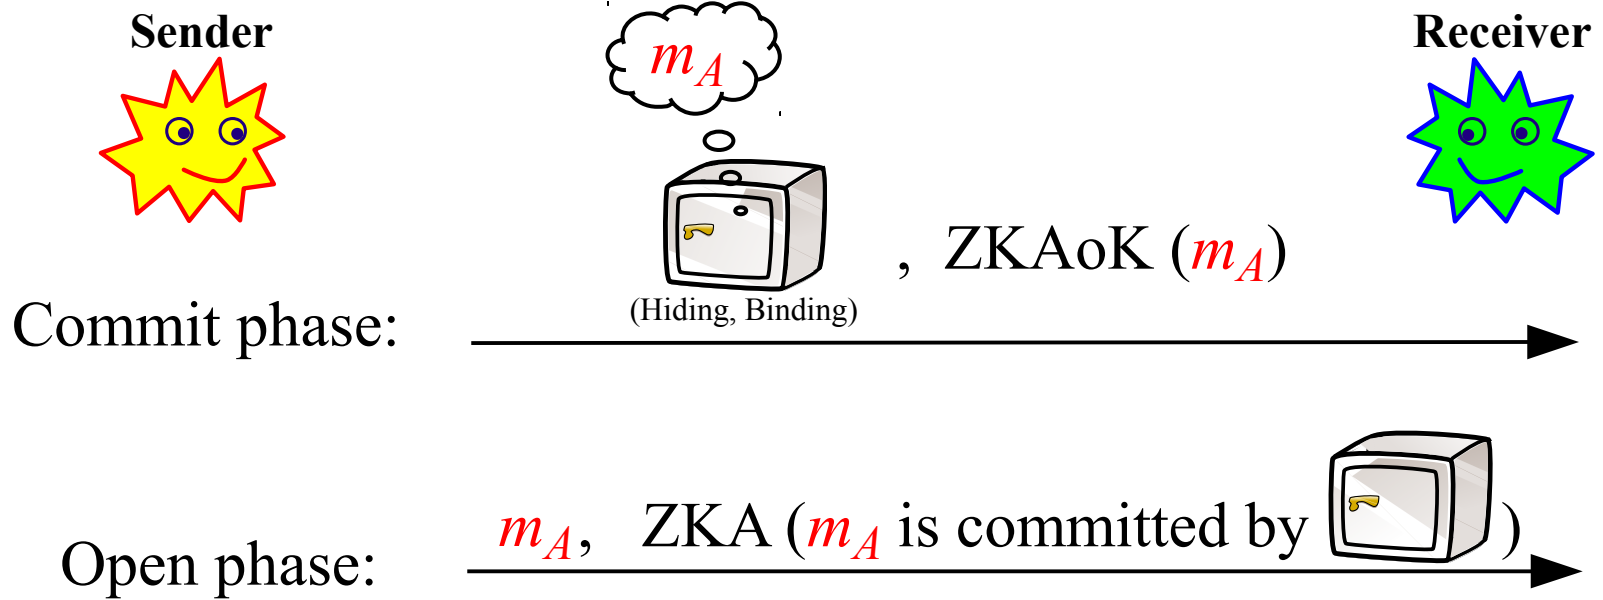 Sender
Receiver
m_A
, ZKAoK (m_A)
(Hiding, Binding)
Commit phase:
m_A, ZKA (m_A is committed by )
Open phase: